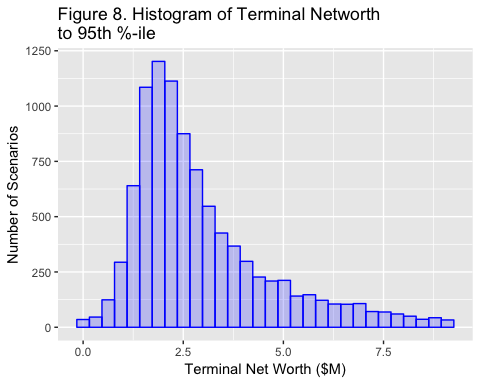 Figure 8. Histogram of Terminal Networth
to 95th %-ile
Number of Scenarios
1250
1000
750
500
250
0
0.0 2.5 5.0 7.5
Terminal Net Worth ($M)